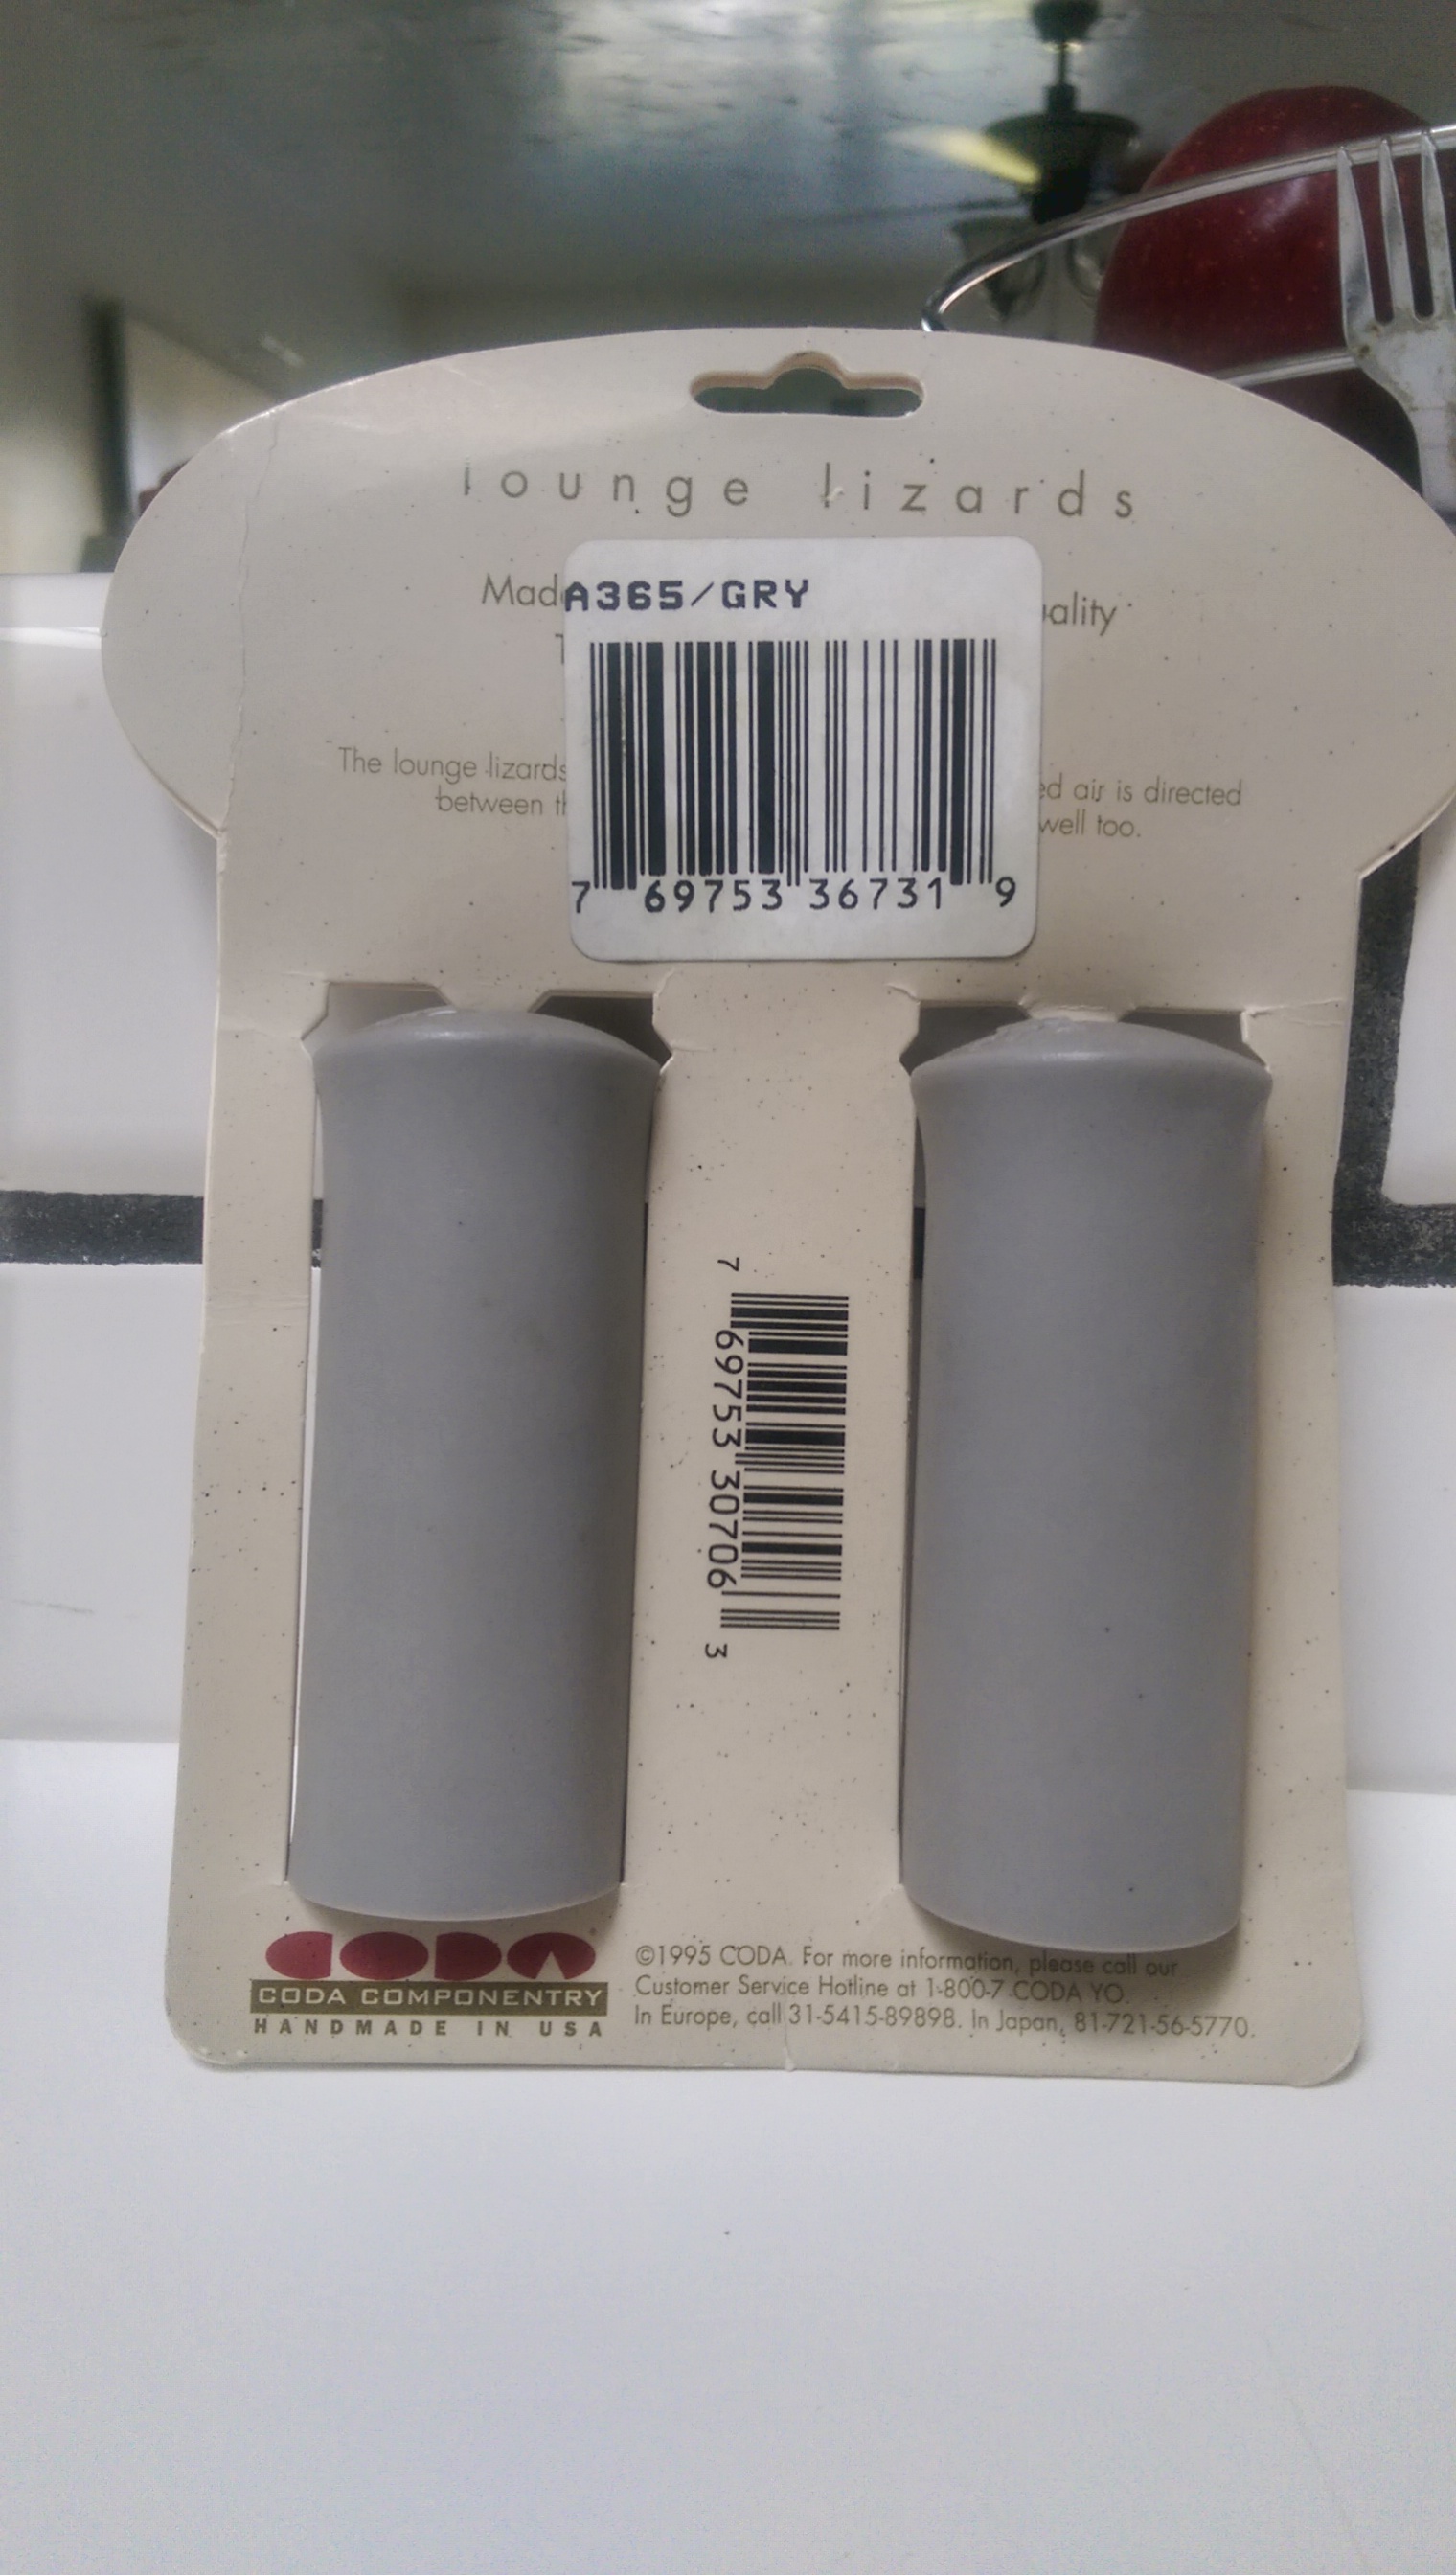 lounge lizards
Mad
A365/GRY
ality
The lounge lizards
ed air is directed
between
well too.
7 69753 36731 9
7 69753 30706 3
CODA
CODA COMPONENTRY
HANDMADE IN USA
©1995 CODA. For more information, please call our
Customer Service Hotline at 1-800-7 CODA YO.
In Europe, call 31-5415-89898. In Japan, 81-721-56-5770.